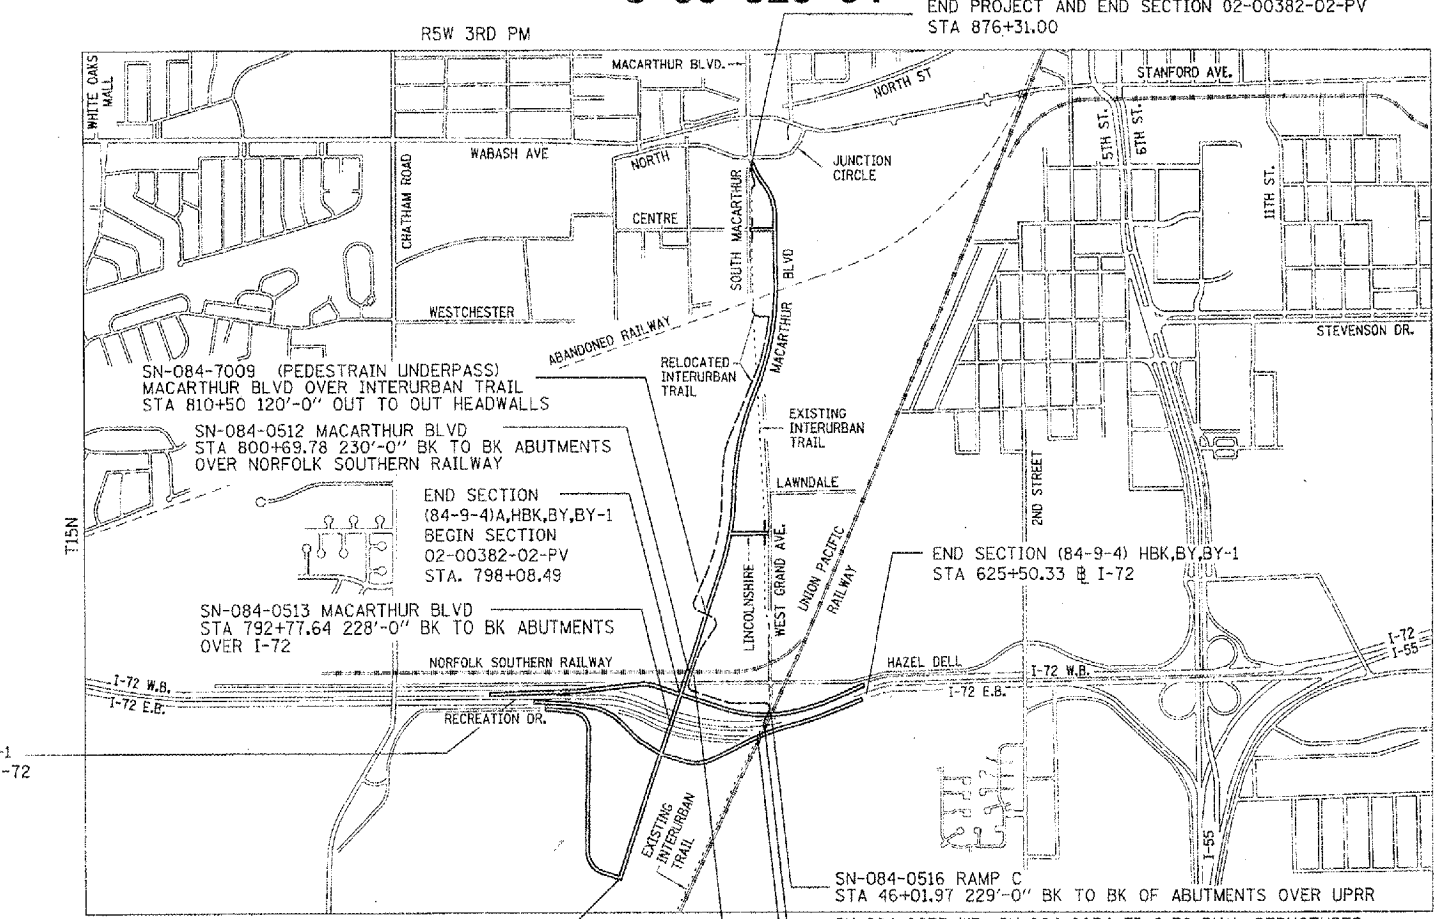 END PROJECT AND END SECTION 02-00382-02-PV
STA 876+31.00
R5W 3RD PM
WHITE OAKS
MALL
MACARTHUR BLVD.
NORTH ST
STANFORD AVE.
5TH ST.
6TH ST.
WABASH AVE
NORTH
JUNCTION
CIRCLE
CHATHAM ROAD
SOUTH MACARTHUR
11TH ST.
CENTRE
BLVD
MACARTHUR
WESTCHESTER
ABANDONED RAILWAY
STEVENSON DR.
RELOCATED
INTERURBAN
TRAIL
SN-084-7009 (PEDESTRAIN UNDERPASS)
MACARTHUR BLVD OVER INTERURBAN TRAIL
STA 810+50 120'-0" OUT TO OUT HEADWALLS
EXISTING
INTERURBAN
TRAIL
SN-084-0512 MACARTHUR BLVD
STA 800+69.78 230'-0" BK TO BK ABUTMENTS
OVER NORFOLK SOUTHERN RAILWAY
LAWNDALE
2ND STREET
END SECTION
(84-9-4)A,HBK,BY,BY-1
BEGIN SECTION
02-00382-02-PV
STA. 798+08.49
T15N
LINCOLNSHIRE
WEST GRAND AVE.
UNION PACIFIC
RAILWAY
END SECTION (84-9-4) HBK,BY,BY-1
STA 625+50.33 ℄ I-72
SN-084-0513 MACARTHUR BLVD
STA 792+77.64 228'-0" BK TO BK ABUTMENTS
OVER I-72
NORFOLK SOUTHERN RAILWAY
HAZEL DELL
I-72
I-55
I-72 W.B.
I-72 E.B.
I-72 W.B.
I-72 E.B.
RECREATION DR.
-1
-72
EXISTING
INTERURBAN
TRAIL
I-55
SN-084-0516 RAMP C
STA 46+01.97 229'-0" BK TO BK OF ABUTMENTS OVER UPRR